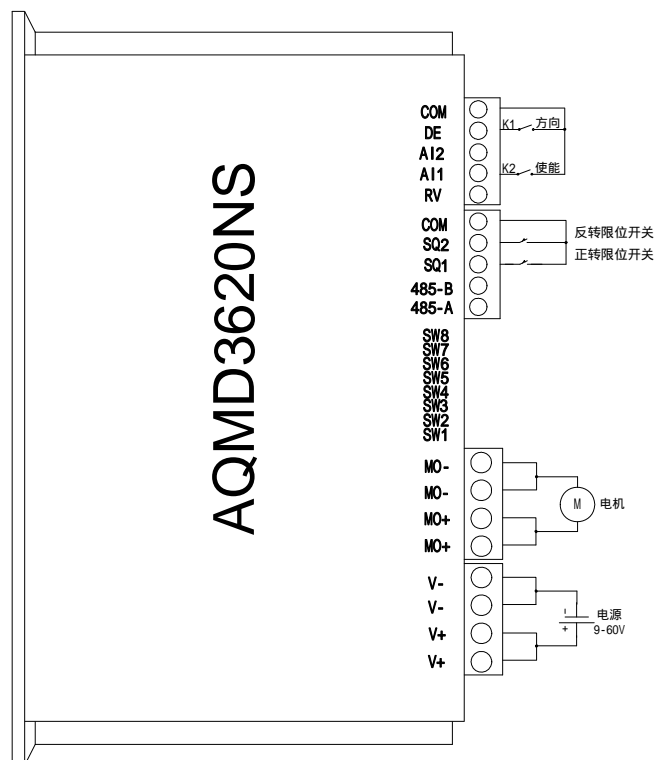 AQMD3620NS
COM
DE
AI2
AI1
RV
K1 方向
K2 使能
COM
SQ2
SQ1
485-B
485-A
反转限位开关
正转限位开关
SW8
SW7
SW6
SW5
SW4
SW3
SW2
SW1
MO-
MO-
MO+
MO+
M 电机
V-
V-
V+
V+
- 电源
+ 9-60V